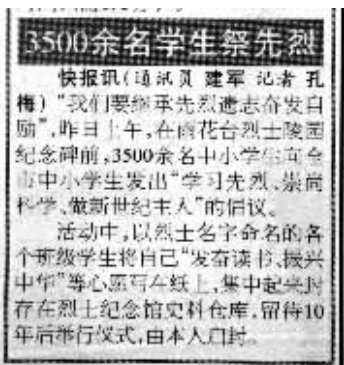 3500余名学生祭先烈
快报讯(通讯员 建军 记者 孔
梅)“我们要继承先烈遗志奋发自
励”,昨日上午,在雨花台烈士陵园
纪念碑前,3500余名中小学生向全
市中小学生发出“学习先烈、崇尚
科学、做新世纪主人”的倡议。
活动中,以烈士名字命名的各
个班级学生将自己“发奋读书、振兴
中华”等心愿写在纸上,集中起来封
存在烈士纪念馆史料仓库,留待10
年后举行仪式,由本人门封。